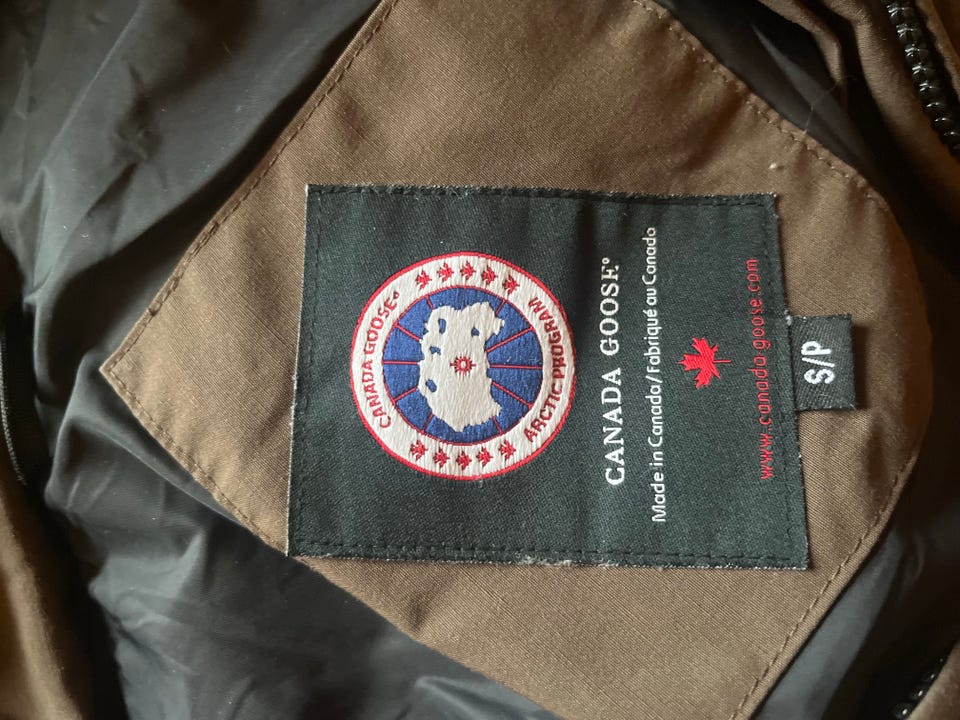 CANADA GOOSE®
ARCTIC PROGRAM
CANADA GOOSE®
Made in Canada/Fabriqué au Canada
www.canada-goose.com
S/P